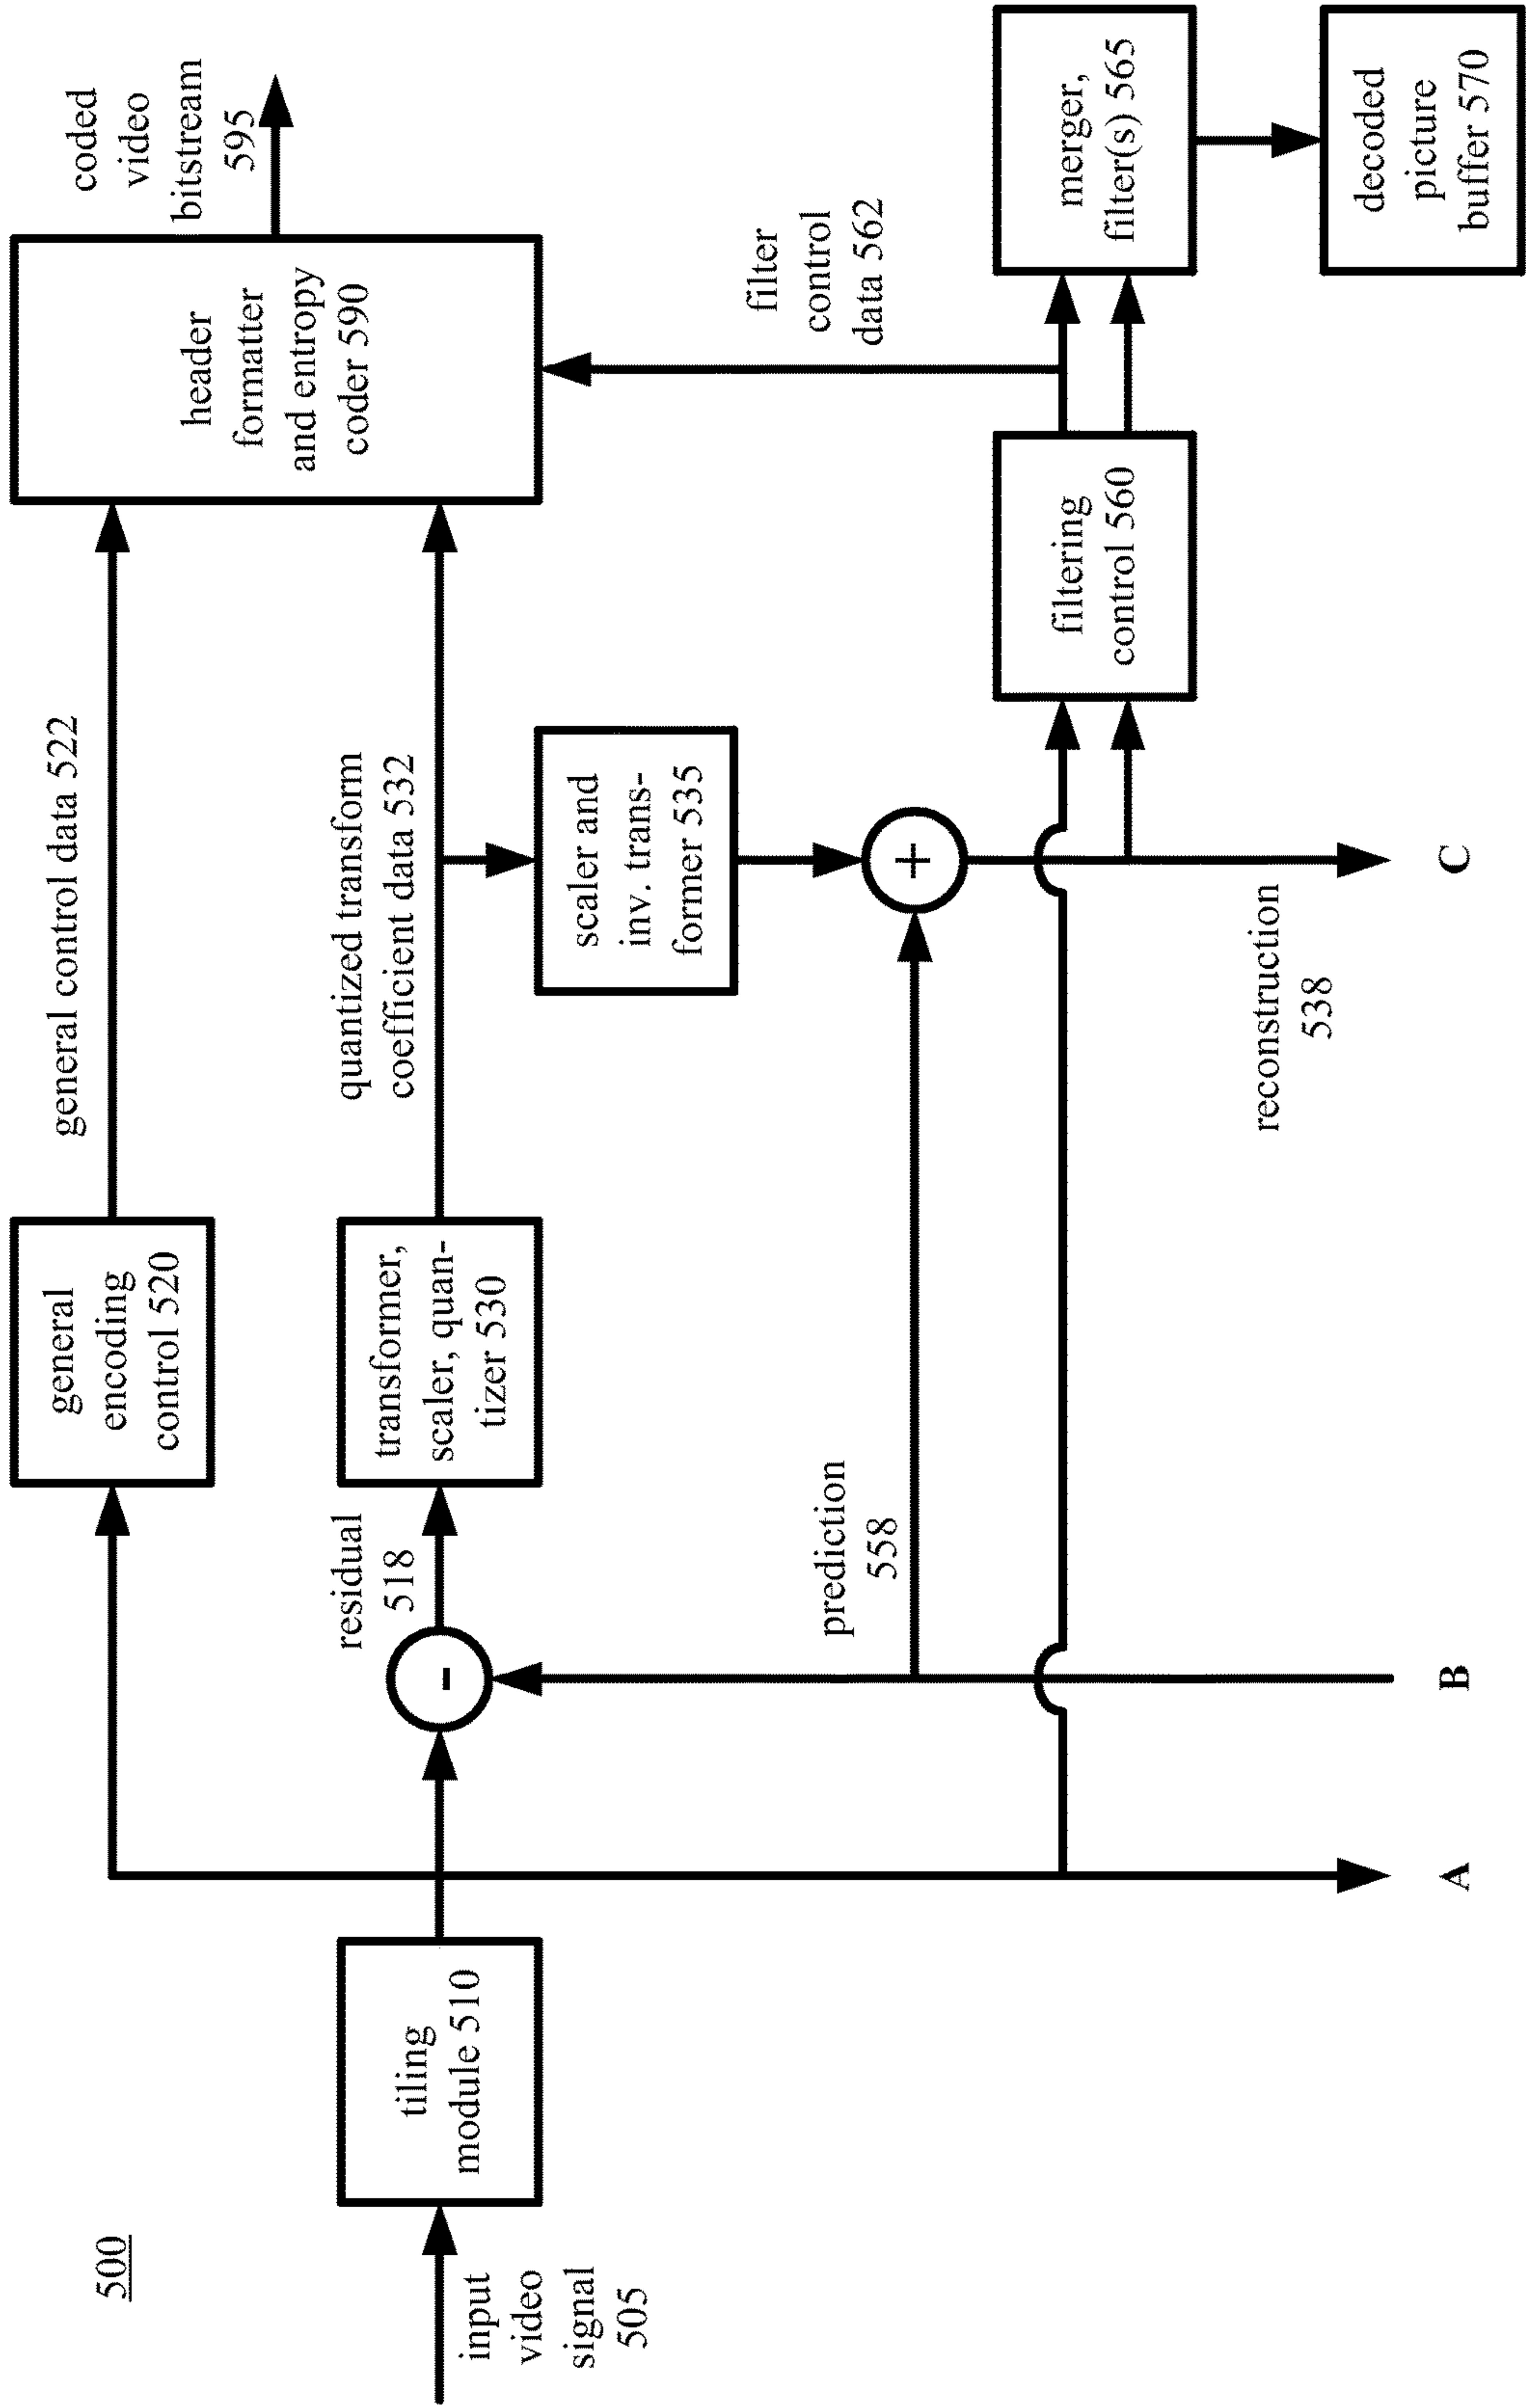 500
general control data 522
coded
video
bitstream
595
general
encoding
control 520
header
formatter
and entropy
coder 590
input
video
signal
505
tiling
module 510
residual
518
-
transformer,
scaler, quan-
tizer 530
quantized transform
coefficient data 532
scaler and
inv. trans-
former 535
filter
control
data 562
prediction
558
+
filtering
control 560
merger,
filter(s) 565
reconstruction
538
decoded
picture
buffer 570
A
B
C